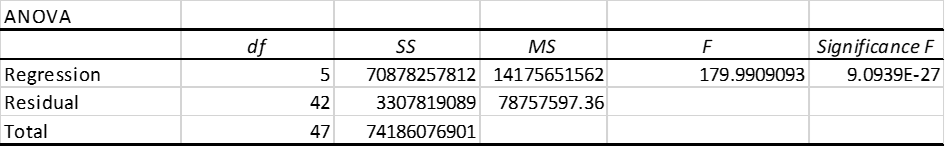 ANOVA
df SS MS F Significance F
Regression 5 70878257812 14175651562 179.9909093 9.0939E-27
Residual 42 3307819089 78757597.36
Total 47 74186076901